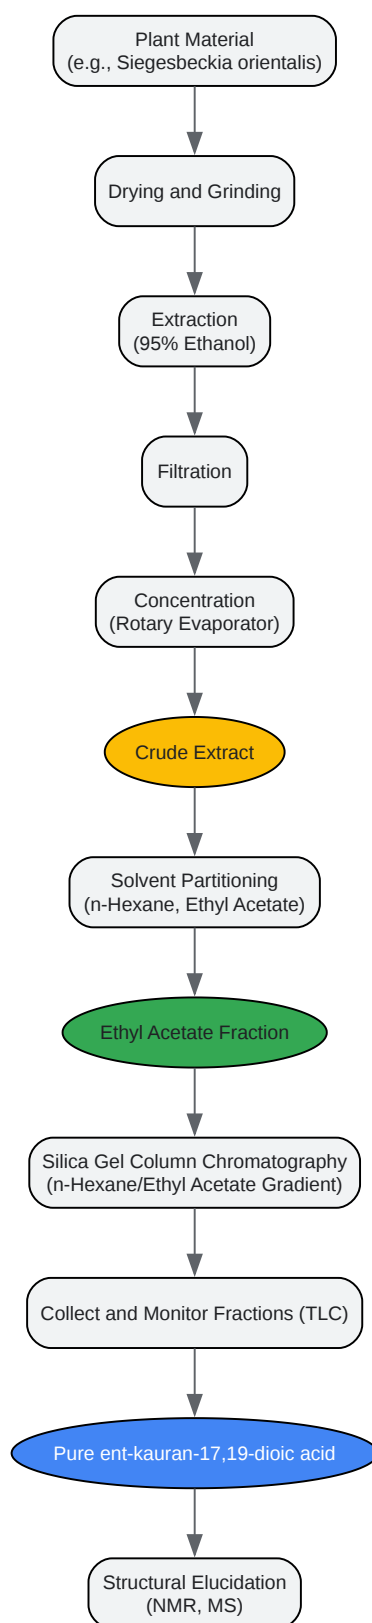 Plant Material
(e.g., Siegesbeckia orientalis)
Drying and Grinding
Extraction
(95% Ethanol)
Filtration
Concentration
(Rotary Evaporator)
Crude Extract
Solvent Partitioning
(n-Hexane, Ethyl Acetate)
Ethyl Acetate Fraction
Silica Gel Column Chromatography
(n-Hexane/Ethyl Acetate Gradient)
Collect and Monitor Fractions (TLC)
Pure ent-kauran-17,19-dioic acid
Structural Elucidation
(NMR, MS)